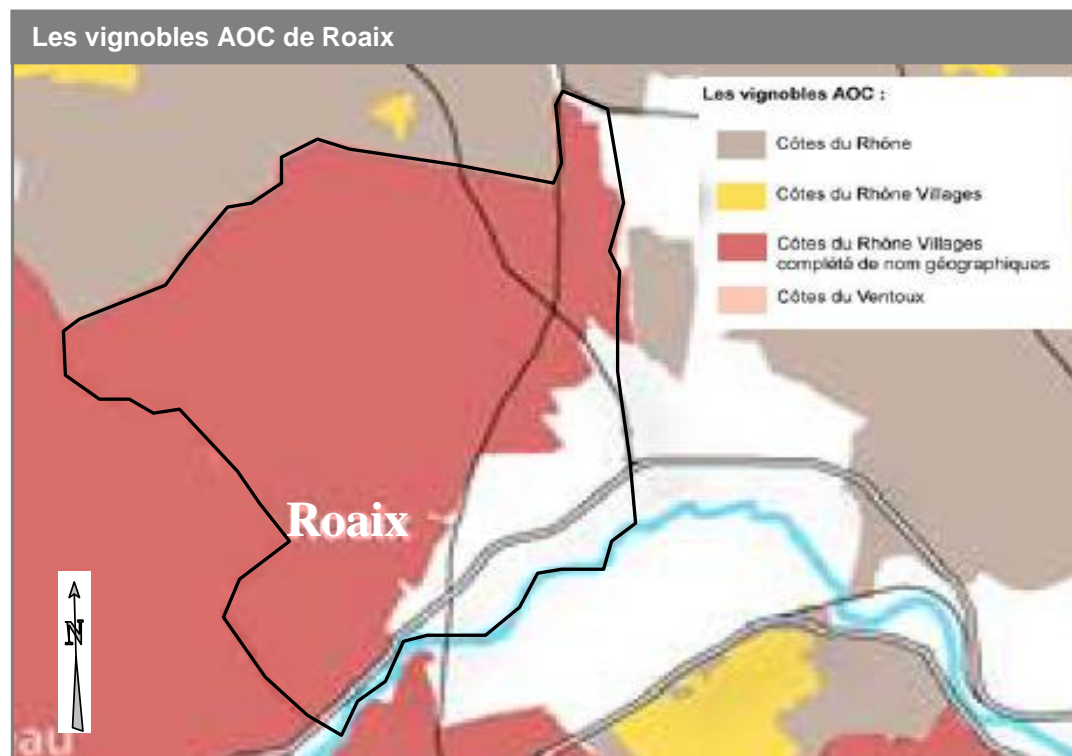 Les vignobles AOC de Roaix
Les vignobles AOC :
Côtes du Rhône
Côtes du Rhône Villages
Côtes du Rhône Villages
complété de nom géographiques
Côtes du Ventoux
Roaix
N
au